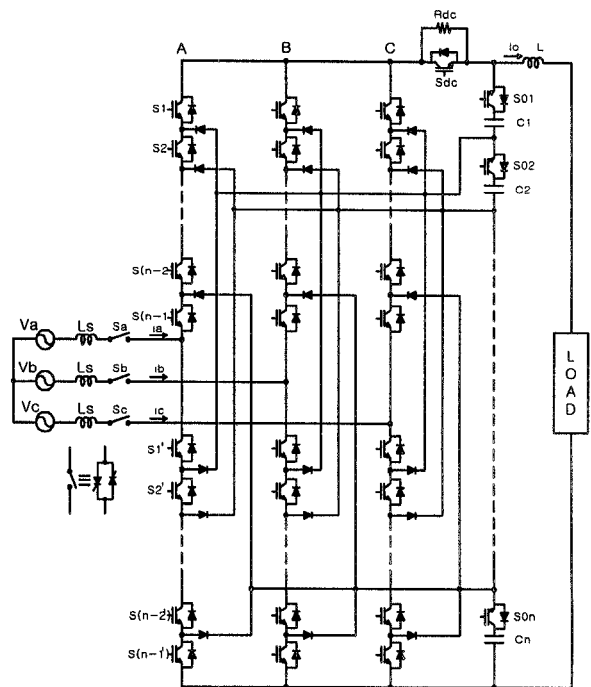 Rdc
A B C
Sdc
Io L
S1
S01
C1
S2
S02
C2
S(n-2
S(n-1
Va Ls Sa ia
Vb Ls Sb ib
Vc Ls Sc ic
LOAD
S1'
S2'
S(n-2')
S0n
Cn
S(n-1')